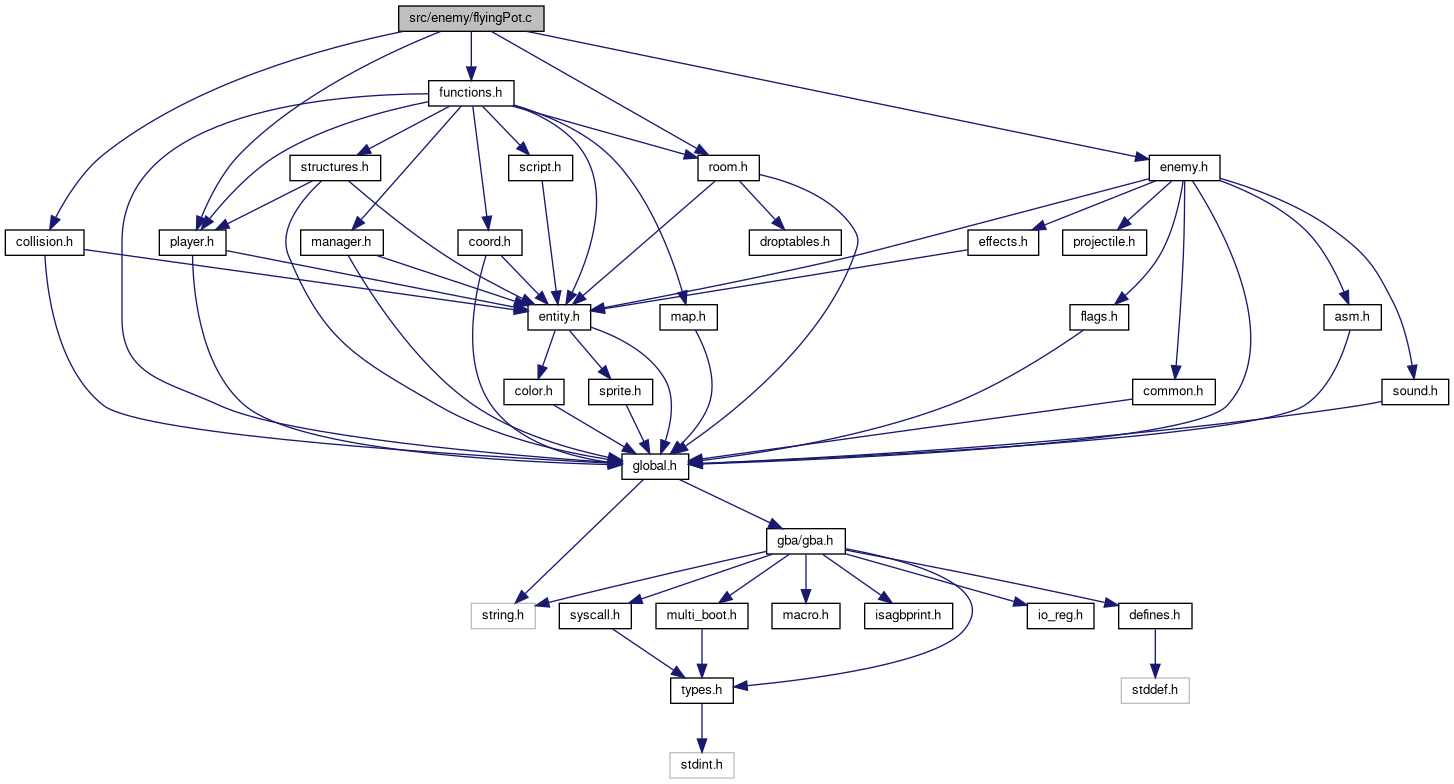 src/enemy/flyingPot.c
functions.h
structures.h
script.h
room.h
enemy.h
collision.h
player.h
manager.h
coord.h
droptables.h
effects.h
projectile.h
entity.h
map.h
flags.h
asm.h
color.h
sprite.h
common.h
sound.h
global.h
gba/gba.h
string.h
syscall.h
multi_boot.h
macro.h
isagbprint.h
io_reg.h
defines.h
types.h
stddef.h
stdint.h